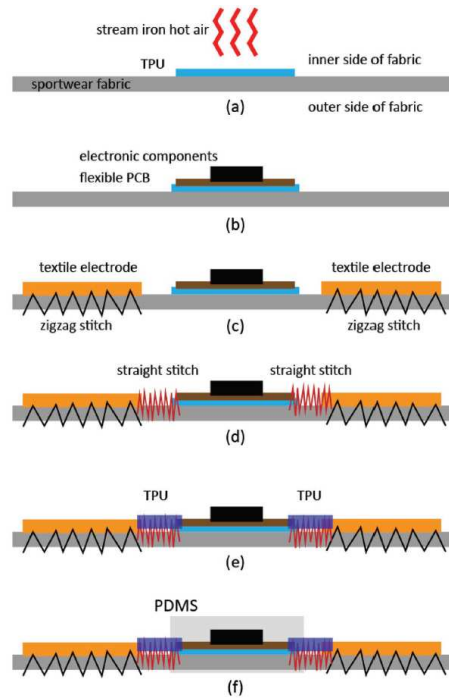 stream iron hot air
TPU
inner side of fabric
sportwear fabric
outer side of fabric
(a)
electronic components
flexible PCB
(b)
textile electrode
textile electrode
zigzag stitch
zigzag stitch
(c)
straight stitch
straight stitch
(d)
TPU
TPU
(e)
PDMS
(f)